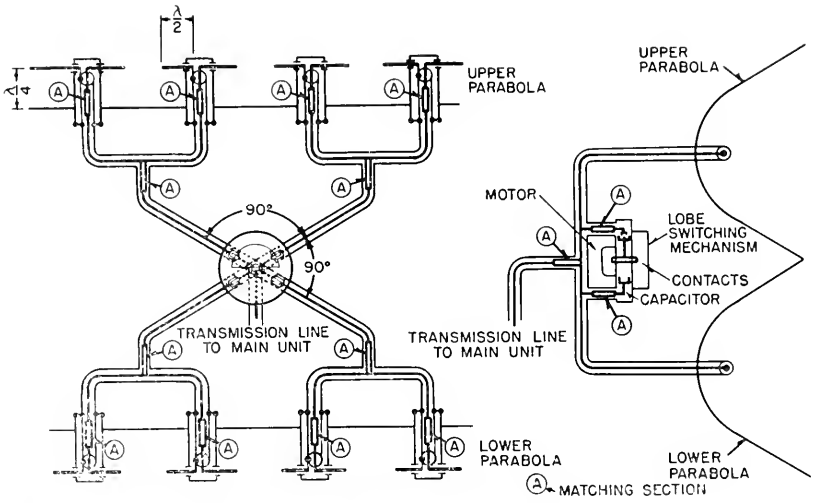 λ
2
λ
4
A
A
A
A
UPPER
PARABOLA
A
A
90º
90°
TRANSMISSION LINE
TO MAIN UNIT
A
A
A
A
A
A
LOWER
PARABOLA
UPPER
PARABOLA
MOTOR
A
A
LOBE
SWITCHING
MECHANISM
CONTACTS
CAPACITOR
A
TRANSMISSION LINE
TO MAIN UNIT
LOWER
PARABOLA
A MATCHING SECTION